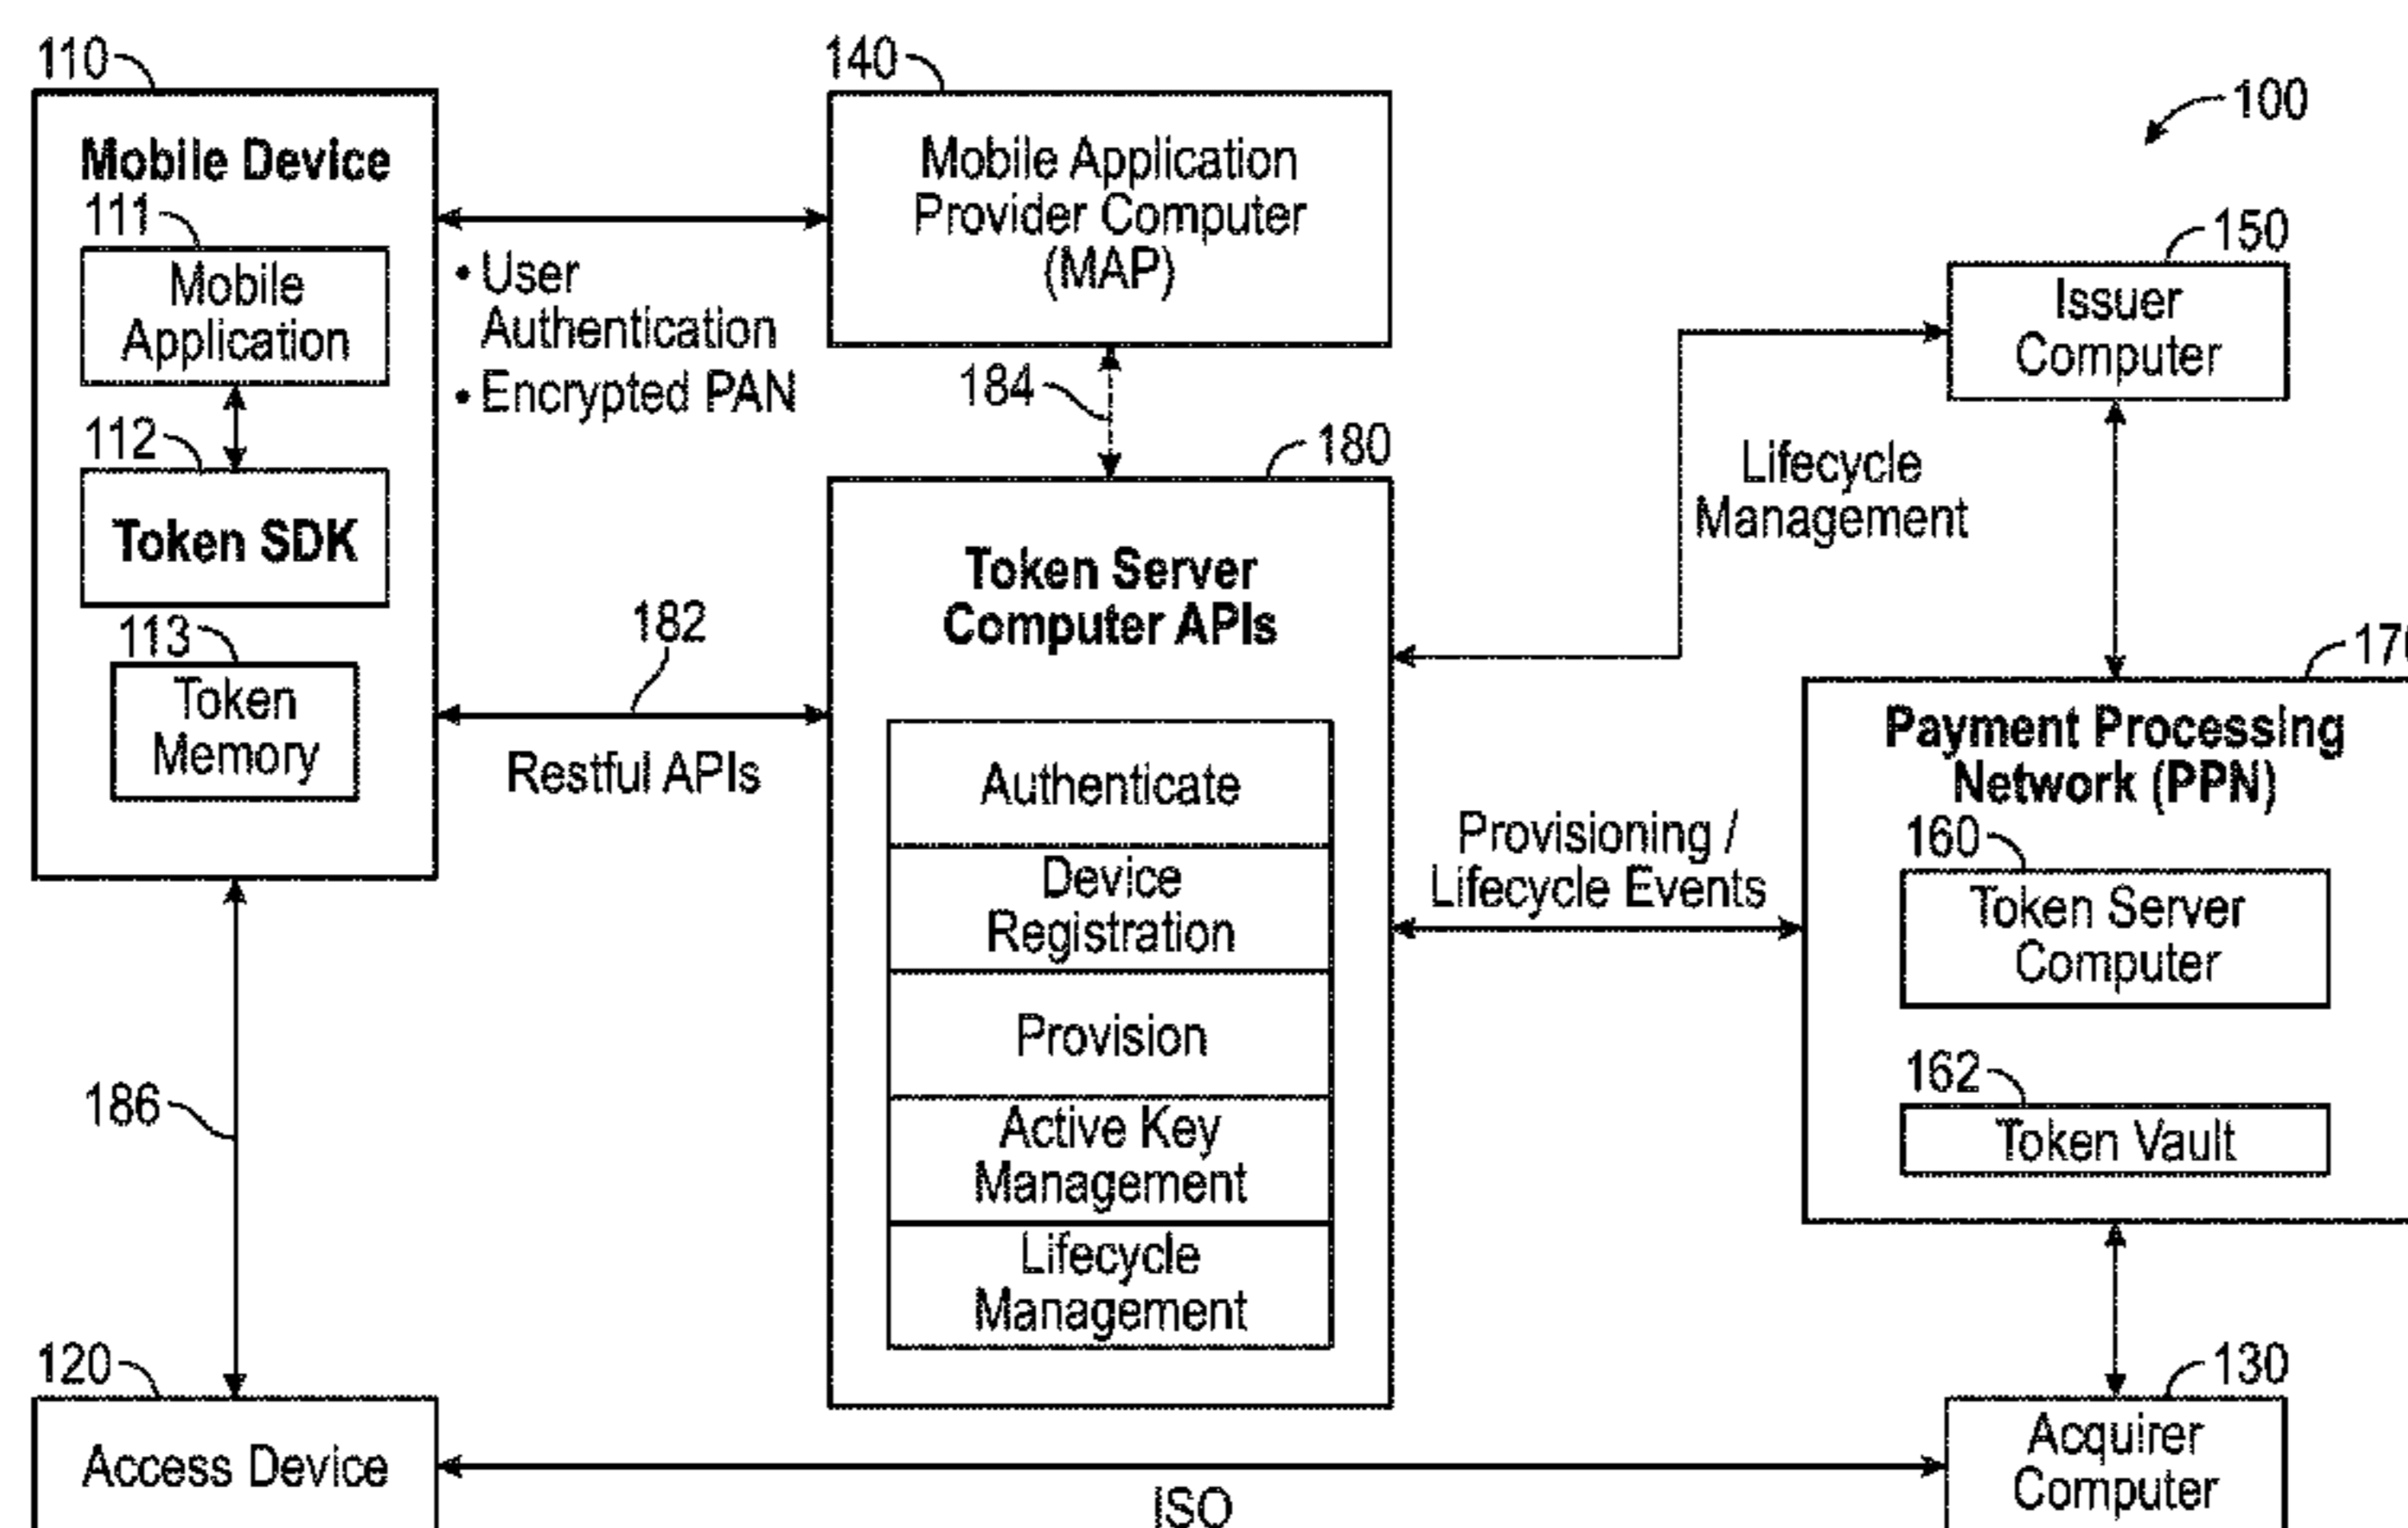 110
Mobile Device
111
Mobile
Application
112
Token SDK
113
Token
Memory
• User
Authentication
• Encrypted PAN
182
Restful APIs
186
120
Access Device
140
Mobile Application
Provider Computer
(MAP)
184
180
Token Server
Computer APIs
Authenticate
Device
Registration
Provision
Active Key
Management
Lifecycle
Management
ISO
100
150
Issuer
Computer
Lifecycle
Management
Provisioning /
Lifecycle Events
Payment Processing
Network (PPN)
160
Token Server
Computer
162
Token Vault
130
Acquirer
Computer